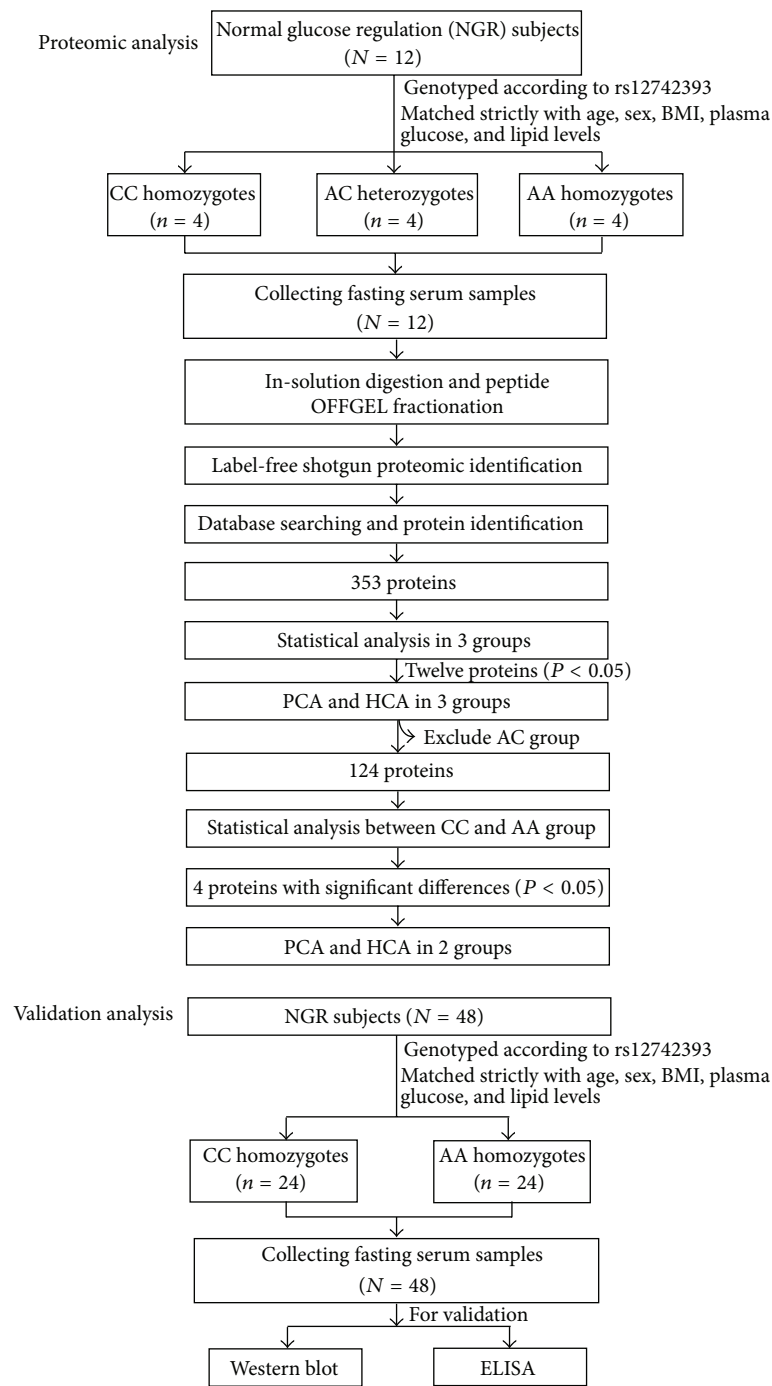 Proteomic analysis
Normal glucose regulation (NGR) subjects
(N = 12)
Genotyped according to rs12742393
Matched strictly with age, sex, BMI, plasma
glucose, and lipid levels
CC homozygotes
(n = 4)
AC heterozygotes
(n = 4)
AA homozygotes
(n = 4)
Collecting fasting serum samples
(N = 12)
In-solution digestion and peptide
OFFGEL fractionation
Label-free shotgun proteomic identification
Database searching and protein identification
353 proteins
Statistical analysis in 3 groups
Twelve proteins (P < 0.05)
PCA and HCA in 3 groups
Exclude AC group
124 proteins
Statistical analysis between CC and AA group
4 proteins with significant differences (P < 0.05)
PCA and HCA in 2 groups
Validation analysis
NGR subjects (N = 48)
Genotyped according to rs12742393
Matched strictly with age, sex, BMI, plasma
glucose, and lipid levels
CC homozygotes
(n = 24)
AA homozygotes
(n = 24)
Collecting fasting serum samples
(N = 48)
For validation
Western blot
ELISA